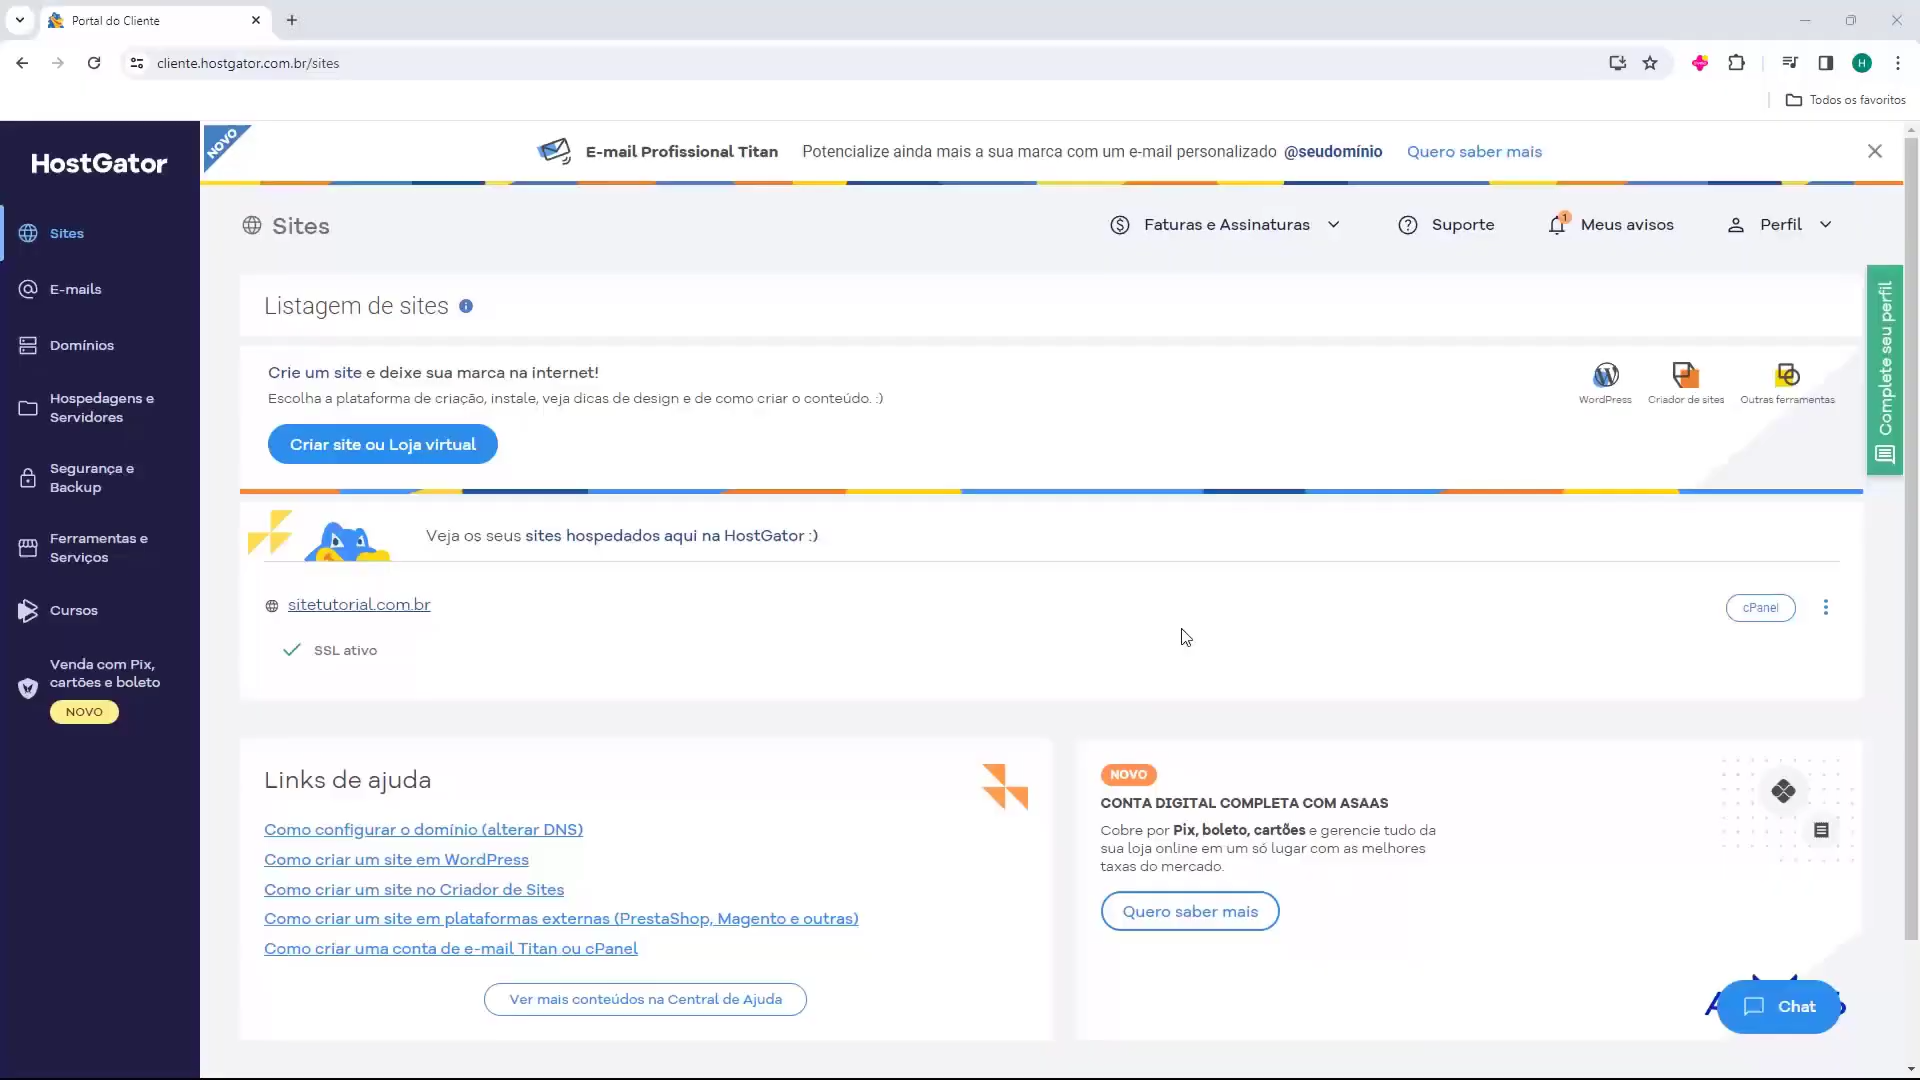 Portal do Cliente
cliente.hostgator.com.br/sites
H
Todos os favoritos
NOVO
E-mail Profissional Titan Potencialize ainda mais a sua marca com um e-mail personalizado @seudomínio Quero saber mais
HostGator
Sites
E-mails
Domínios
Hospedagens e
Servidores
Segurança e
Backup
Ferramentas e
Serviços
Cursos
Venda com Pix,
cartões e boleto
NOVO
Sites
Faturas e Assinaturas
Suporte
1
Meus avisos
Perfil
Complete seu perfil
Listagem de sites
Crie um site e deixe sua marca na internet!
Escolha a plataforma de criação, instale, veja dicas de design e de como criar o conteúdo. :)
Criar site ou Loja virtual
WordPress
Criador de sites
Outras ferramentas
Veja os seus sites hospedados aqui na HostGator :)
sitetutorial.com.br
cPanel
SSL ativo
Links de ajuda
Como configurar o domínio (alterar DNS)
Como criar um site em WordPress
Como criar um site no Criador de Sites
Como criar um site em plataformas externas (PrestaShop, Magento e outras)
Como criar uma conta de e-mail Titan ou cPanel
Ver mais conteúdos na Central de Ajuda
NOVO
CONTA DIGITAL COMPLETA COM ASAAS
Cobre por Pix, boleto, cartões e gerencie tudo da
sua loja online em um só lugar com as melhores
taxas do mercado.
Quero saber mais
Chat